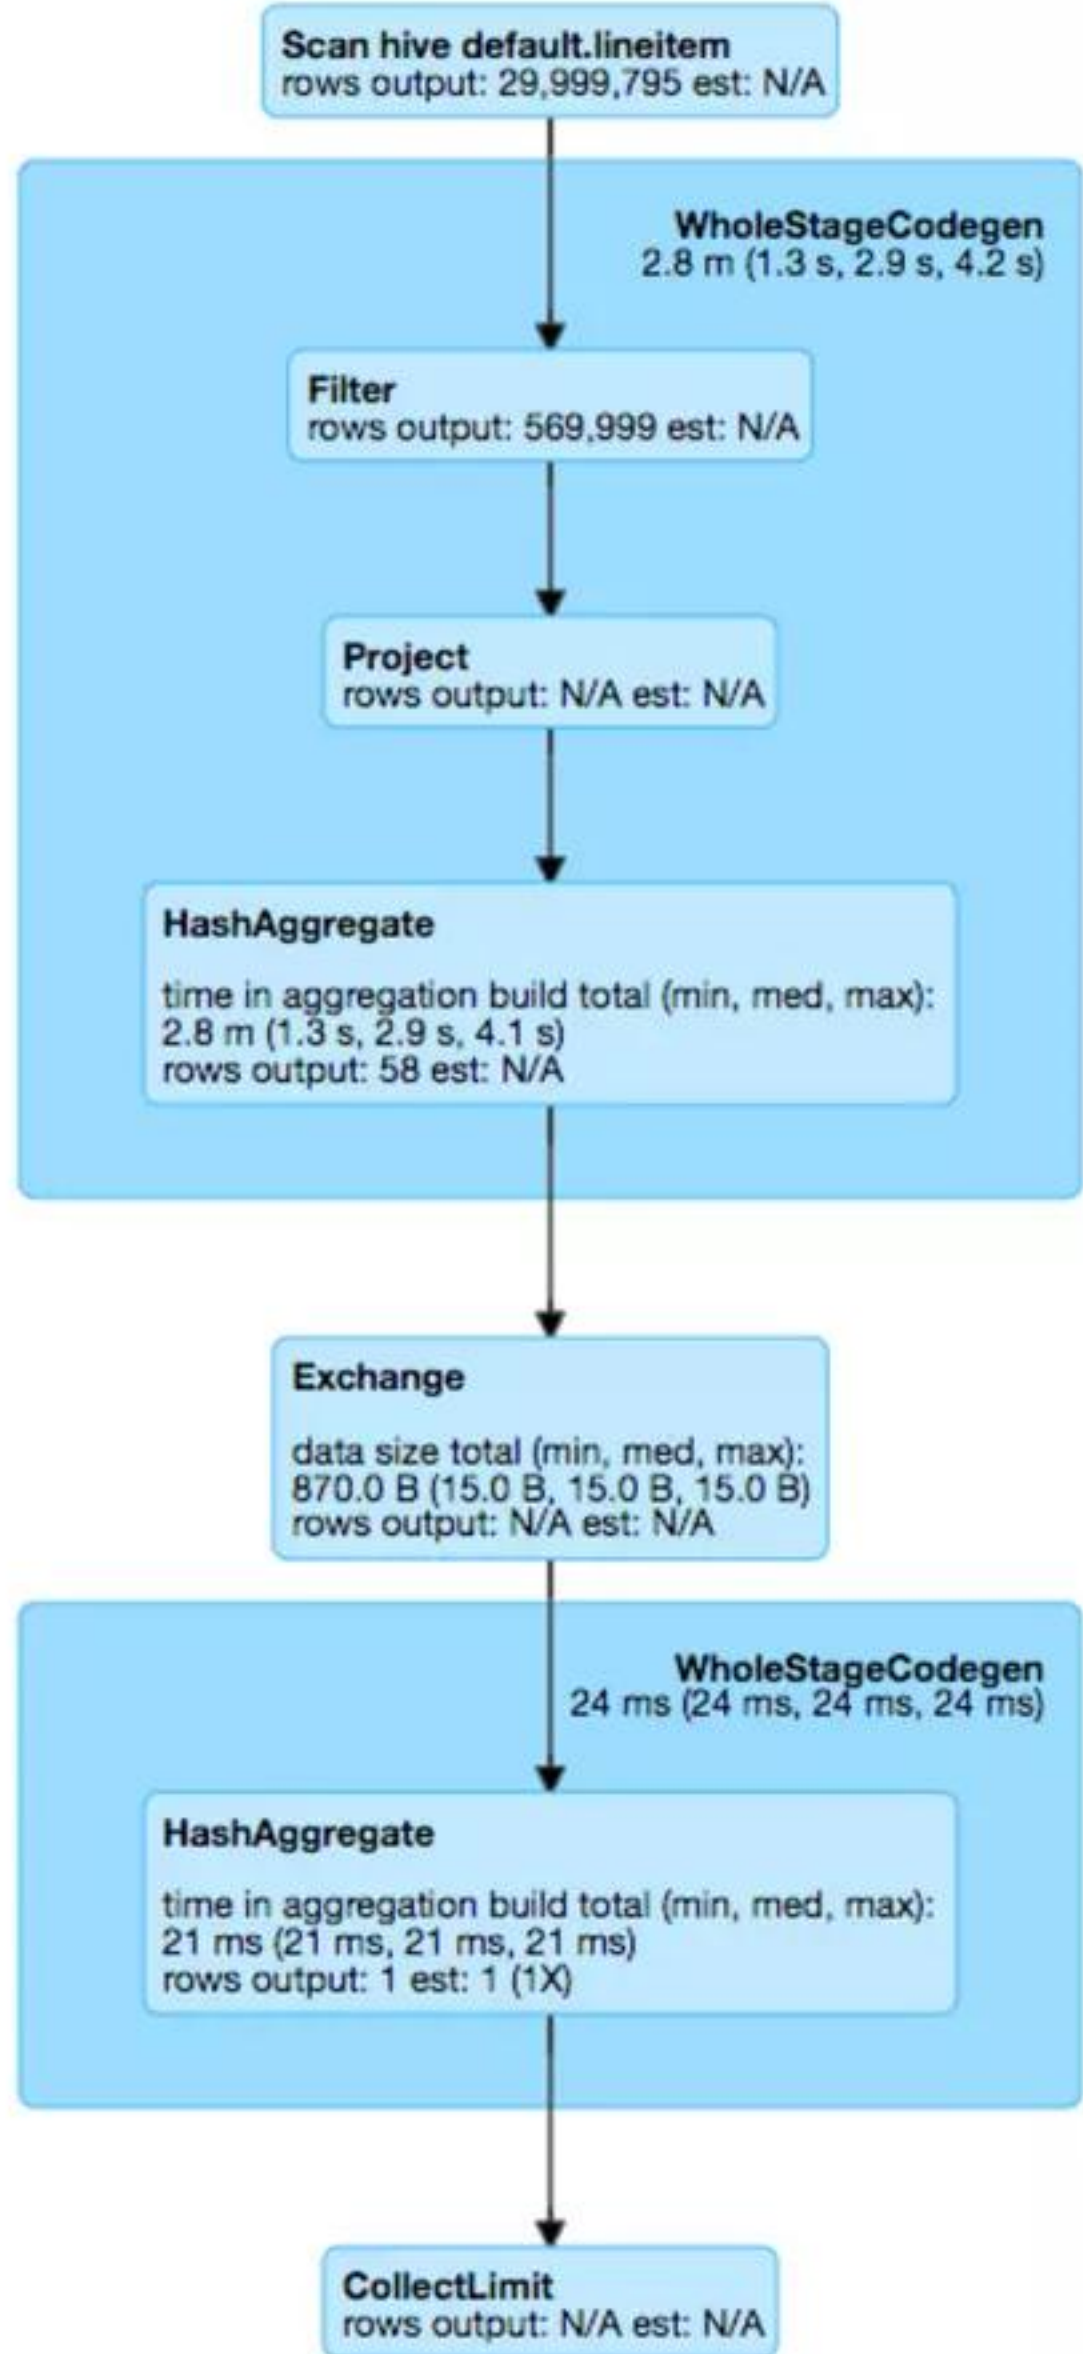 Scan hive default.lineitem
rows output: 29,999,795 est: N/A
WholeStageCodegen
2.8 m (1.3 s, 2.9 s, 4.2 s)
Filter
rows output: 569,999 est: N/A
Project
rows output: N/A est: N/A
HashAggregate
time in aggregation build total (min, med, max):
2.8 m (1.3 s, 2.9 s, 4.1 s)
rows output: 58 est: N/A
Exchange
data size total (min, med, max):
870.0 B (15.0 B, 15.0 B, 15.0 B)
rows output: N/A est: N/A
WholeStageCodegen
24 ms (24 ms, 24 ms, 24 ms)
HashAggregate
time in aggregation build total (min, med, max):
21 ms (21 ms, 21 ms, 21 ms)
rows output: 1 est: 1 (1X)
CollectLimit
rows output: N/A est: N/A